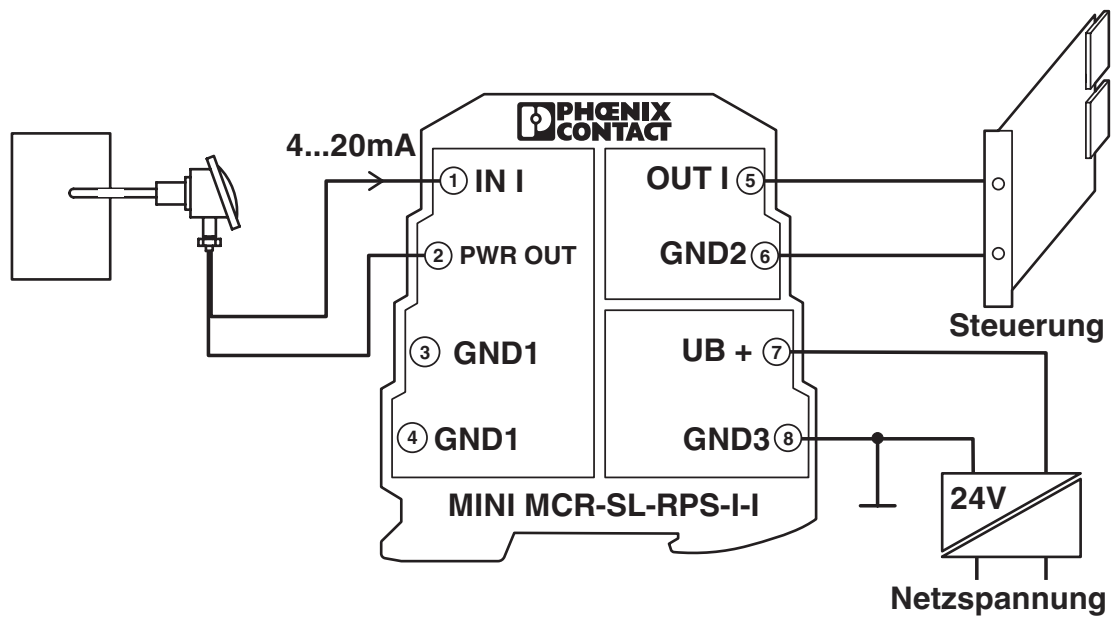 PHŒNIX
CONTACT
4...20mA
1 IN I
OUT I 5
2 PWR OUT
GND2 6
Steuerung
3 GND1
UB + 7
4 GND1
GND3 8
MINI MCR-SL-RPS-I-I
24V
Netzspannung